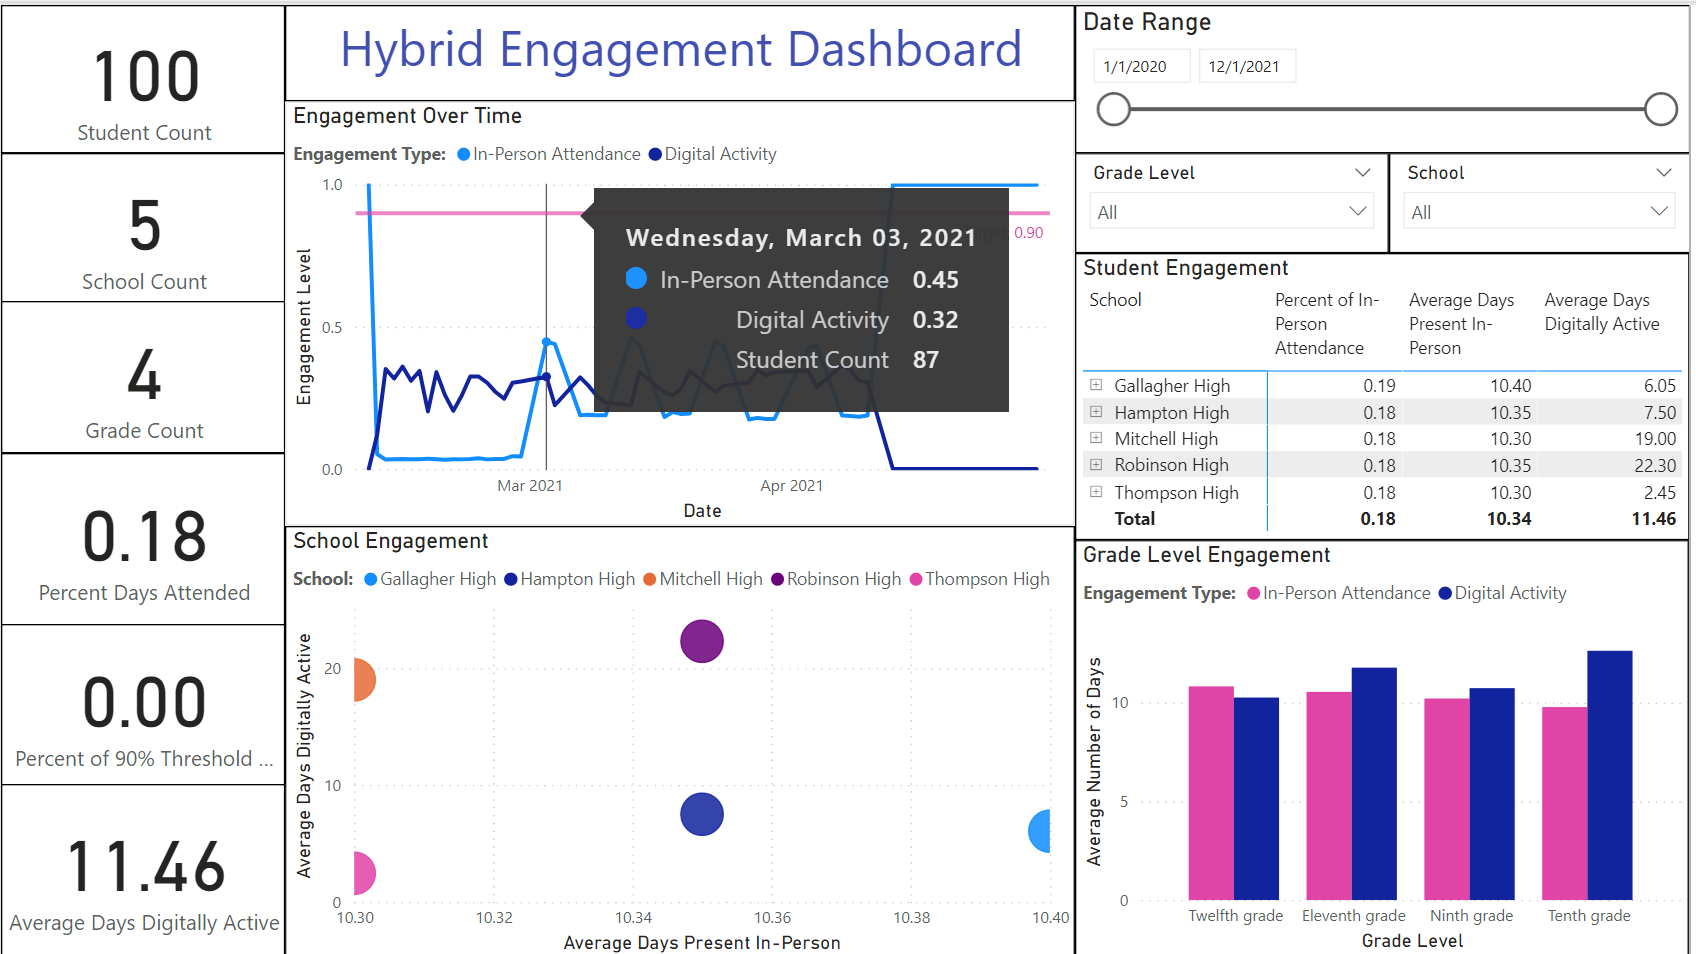 100
Student Count
5
School Count
4
Grade Count
0.18
Percent Days Attended
0.00
Percent of 90% Threshold ...
11.46
Average Days Digitally Active
Hybrid Engagement Dashboard
Engagement Over Time
Engagement Type: In-Person Attendance Digital Activity
Engagement Level
1.0
0.5
0.0
0.90
Wednesday, March 03, 2021
In-Person Attendance 0.45
Digital Activity 0.32
Student Count 87
Mar 2021 Apr 2021
Date
School Engagement
School: Gallagher High Hampton High Mitchell High Robinson High Thompson High
Average Days Digitally Active
20
10
0
10.30 10.32 10.34 10.36 10.38 10.40
Average Days Present In-Person
Date Range
1/1/2020 12/1/2021
Grade Level
All
School
All
Student Engagement
School Percent of In-Person Attendance Average Days Present In-Person Average Days Digitally Active
Gallagher High 0.19 10.40 6.05
Hampton High 0.18 10.35 7.50
Mitchell High 0.18 10.30 19.00
Robinson High 0.18 10.35 22.30
Thompson High 0.18 10.30 2.45
Total 0.18 10.34 11.46
Grade Level Engagement
Engagement Type: In-Person Attendance Digital Activity
Average Number of Days
10
5
0
Twelfth grade Eleventh grade Ninth grade Tenth grade
Grade Level